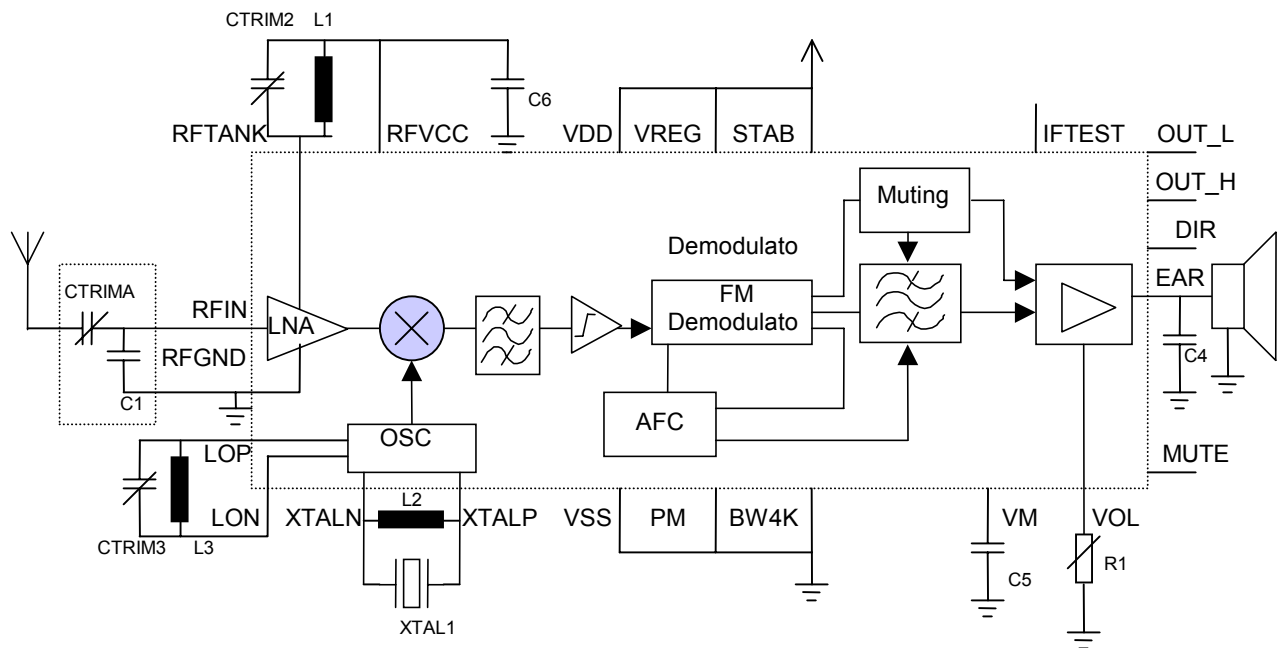 CTRIM2 L1
C6
RFTANK RFVCC VDD VREG STAB IFTEST OUT_L
OUT_H
Muting
DIR
Demodulato
CTRIMA EAR
RFIN LNA FM
Demodulato
RFGND
C4
C1
AFC
OSC
LOP MUTE
L2
LON XTALN XTALP VSS PM BW4K VM VOL
CTRIM3 L3
C5 R1
XTAL1